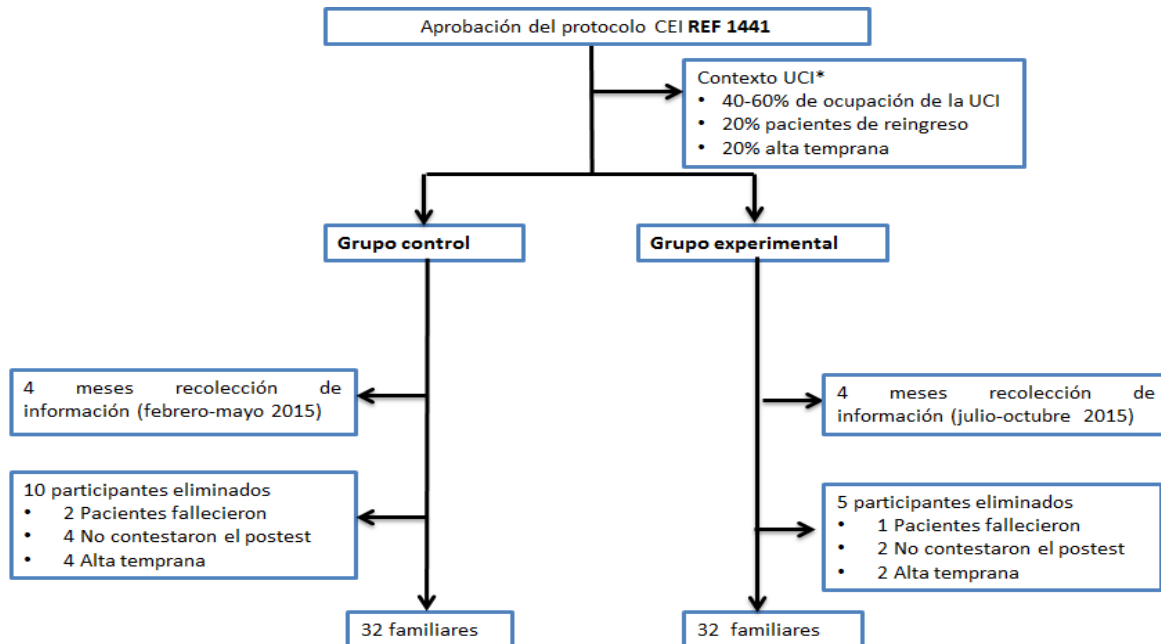 Aprobación del protocolo CEI REF 1441
Contexto UCI*
• 40-60% de ocupación de la UCI
• 20% pacientes de reingreso
• 20% alta temprana
Grupo control
Grupo experimental
4 meses recolección de
información (febrero-mayo 2015)
4 meses recolección de
información (julio-octubre 2015)
10 participantes eliminados
• 2 Pacientes fallecieron
• 4 No contestaron el postest
• 4 Alta temprana
5 participantes eliminados
• 1 Pacientes fallecieron
• 2 No contestaron el postest
• 2 Alta temprana
32 familiares
32 familiares